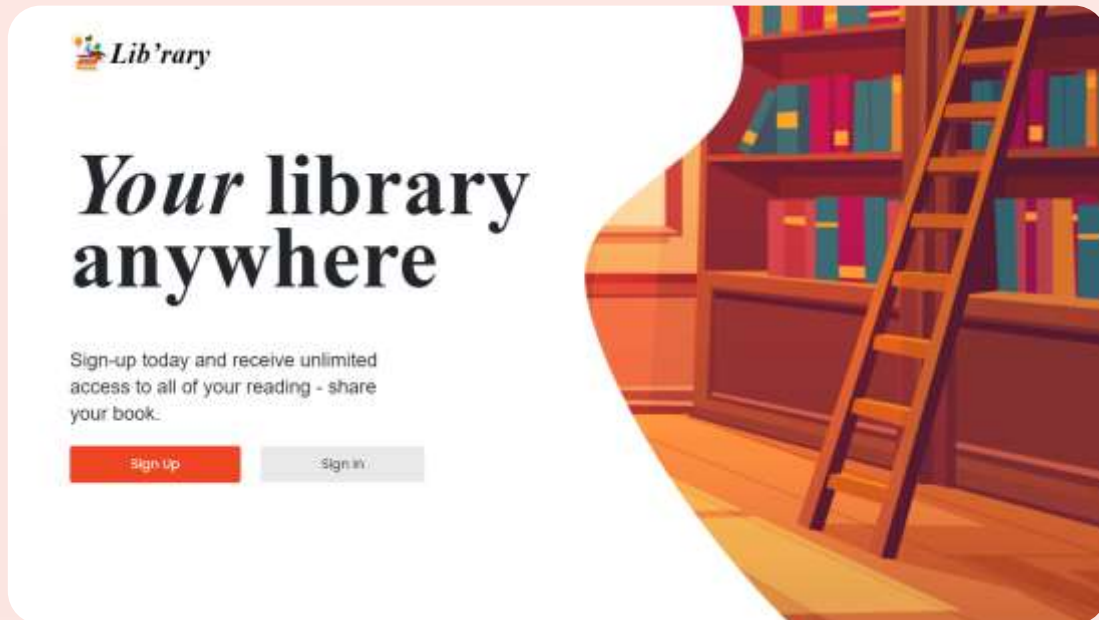 Lib’rary
Your library
anywhere
Sign-up today and receive unlimited
access to all of your reading - share
your book.
Sign Up
Sign in